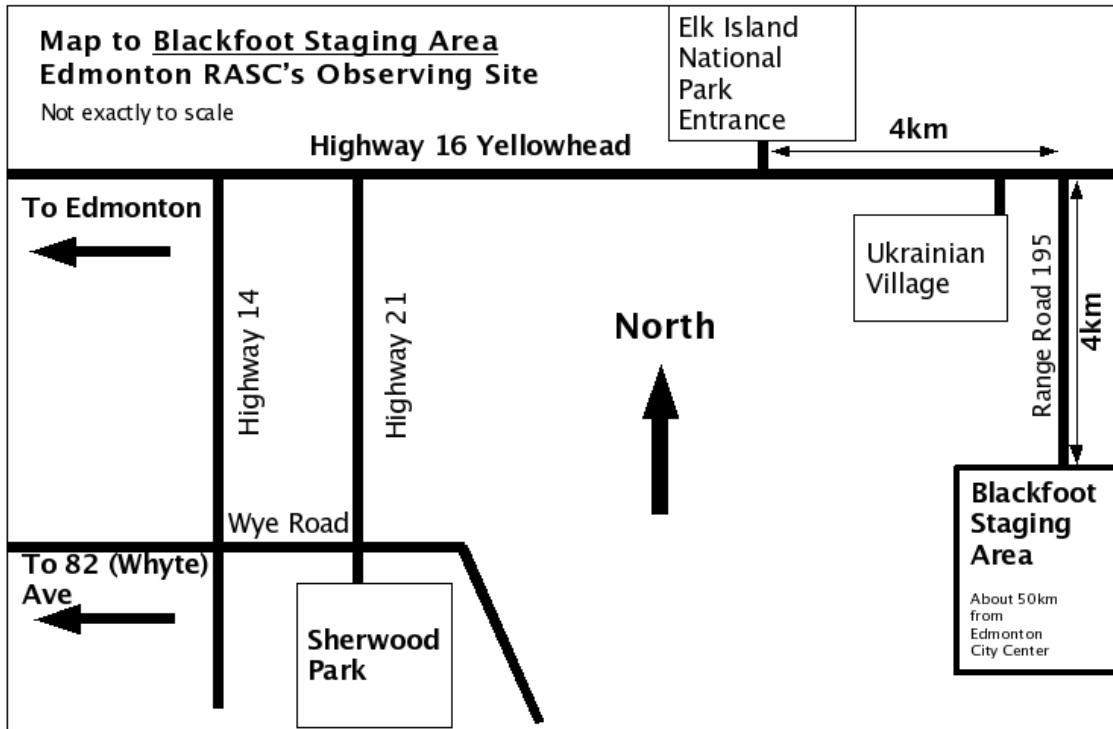 Map to Blackfoot Staging Area
Edmonton RASC's Observing Site
Not exactly to scale
Elk Island
National
Park
Entrance
4km
Highway 16 Yellowhead
To Edmonton
Ukrainian
Village
Range Road 195
4km
Highway 14
Highway 21
North
Wye Road
To 82 (Whyte)
Ave
Sherwood
Park
Blackfoot
Staging
Area
About 50km
from
Edmonton
City Center